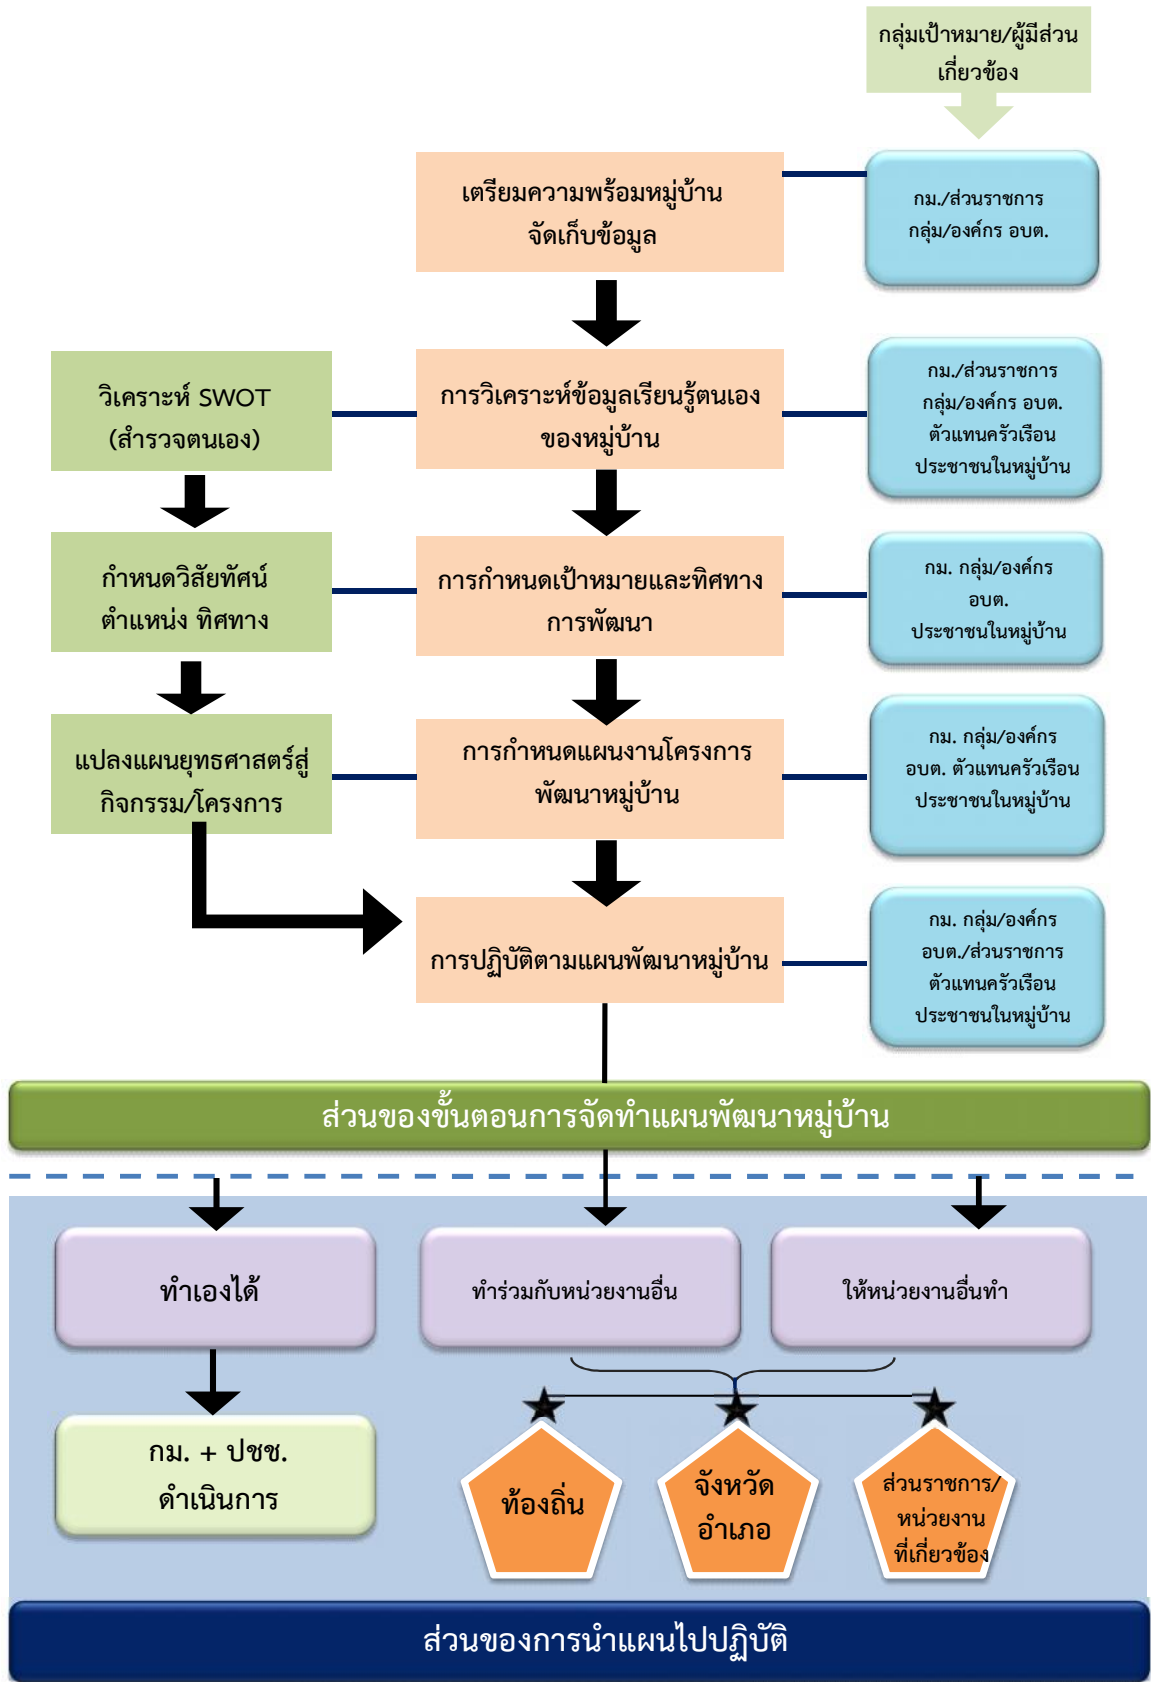 กลุ่มเป้าหมาย/ผู้มีส่วน
เกี่ยวข้อง
เตรียมความพร้อมหมู่บ้าน
จัดเก็บข้อมูล
กม./ส่วนราชการ
กลุ่ม/องค์กร อบต.
วิเคราะห์ SWOT
(สำรวจตนเอง)
การวิเคราะห์ข้อมูลเรียนรู้ตนเอง
ของหมู่บ้าน
กม./ส่วนราชการ
กลุ่ม/องค์กร อบต.
ตัวแทนครัวเรือน
ประชาชนในหมู่บ้าน
กำหนดวิสัยทัศน์
ตำแหน่ง ทิศทาง
การกำหนดเป้าหมายและทิศทาง
การพัฒนา
กม. กลุ่ม/องค์กร
อบต.
ประชาชนในหมู่บ้าน
แปลงแผนยุทธศาสตร์สู่
กิจกรรม/โครงการ
การกำหนดแผนงานโครงการ
พัฒนาหมู่บ้าน
กม. กลุ่ม/องค์กร
อบต. ตัวแทนครัวเรือน
ประชาชนในหมู่บ้าน
การปฏิบัติตามแผนพัฒนาหมู่บ้าน
กม. กลุ่ม/องค์กร
อบต./ส่วนราชการ
ตัวแทนครัวเรือน
ประชาชนในหมู่บ้าน
ส่วนของขั้นตอนการจัดทำแผนพัฒนาหมู่บ้าน
ทำเองได้
ทำร่วมกับหน่วยงานอื่น
ให้หน่วยงานอื่นทำ
กม. + ปชช.
ดำเนินการ
ท้องถิ่น
จังหวัด
อำเภอ
ส่วนราชการ/
หน่วยงาน
ที่เกี่ยวข้อง
ส่วนของการนำแผนไปปฏิบัติ